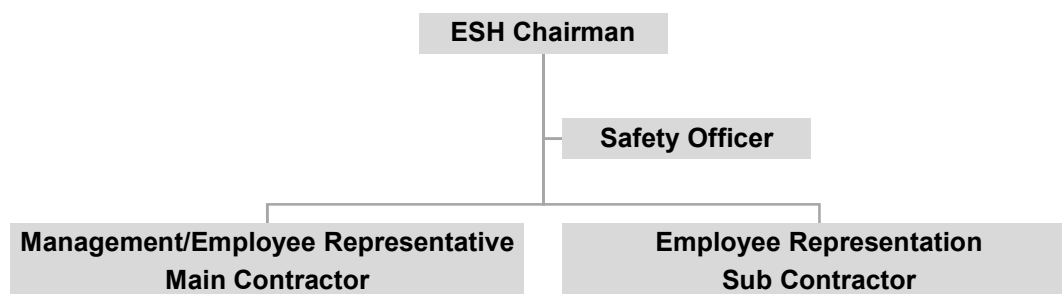 ESH Chairman
Safety Officer
Management/Employee Representative
Main Contractor
Employee Representation
Sub Contractor